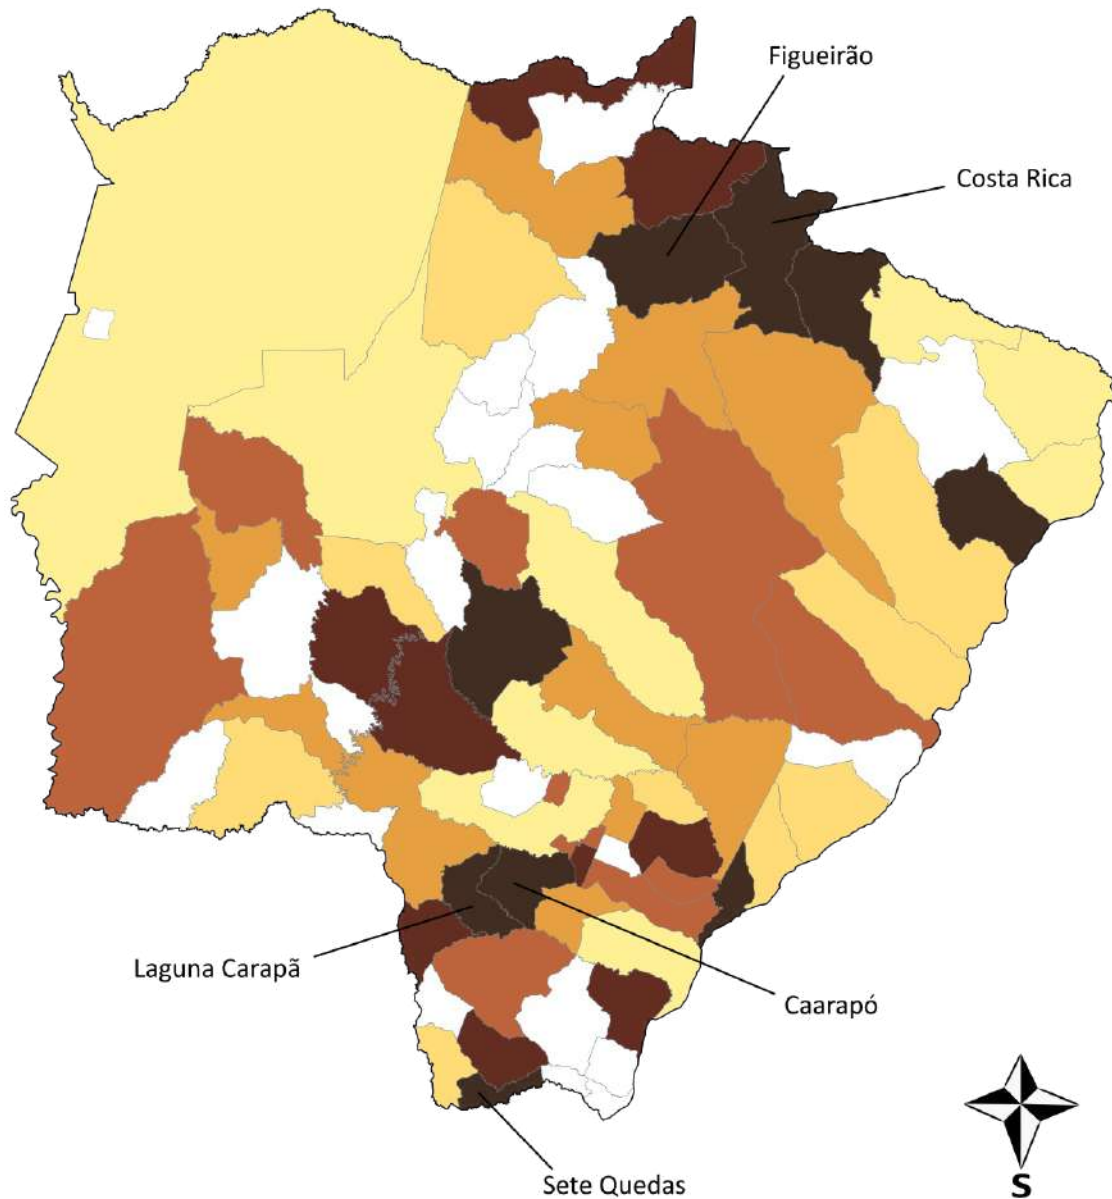 Figueirão
Costa Rica
Laguna Carapã
Caarapó
Sete Quedas
S